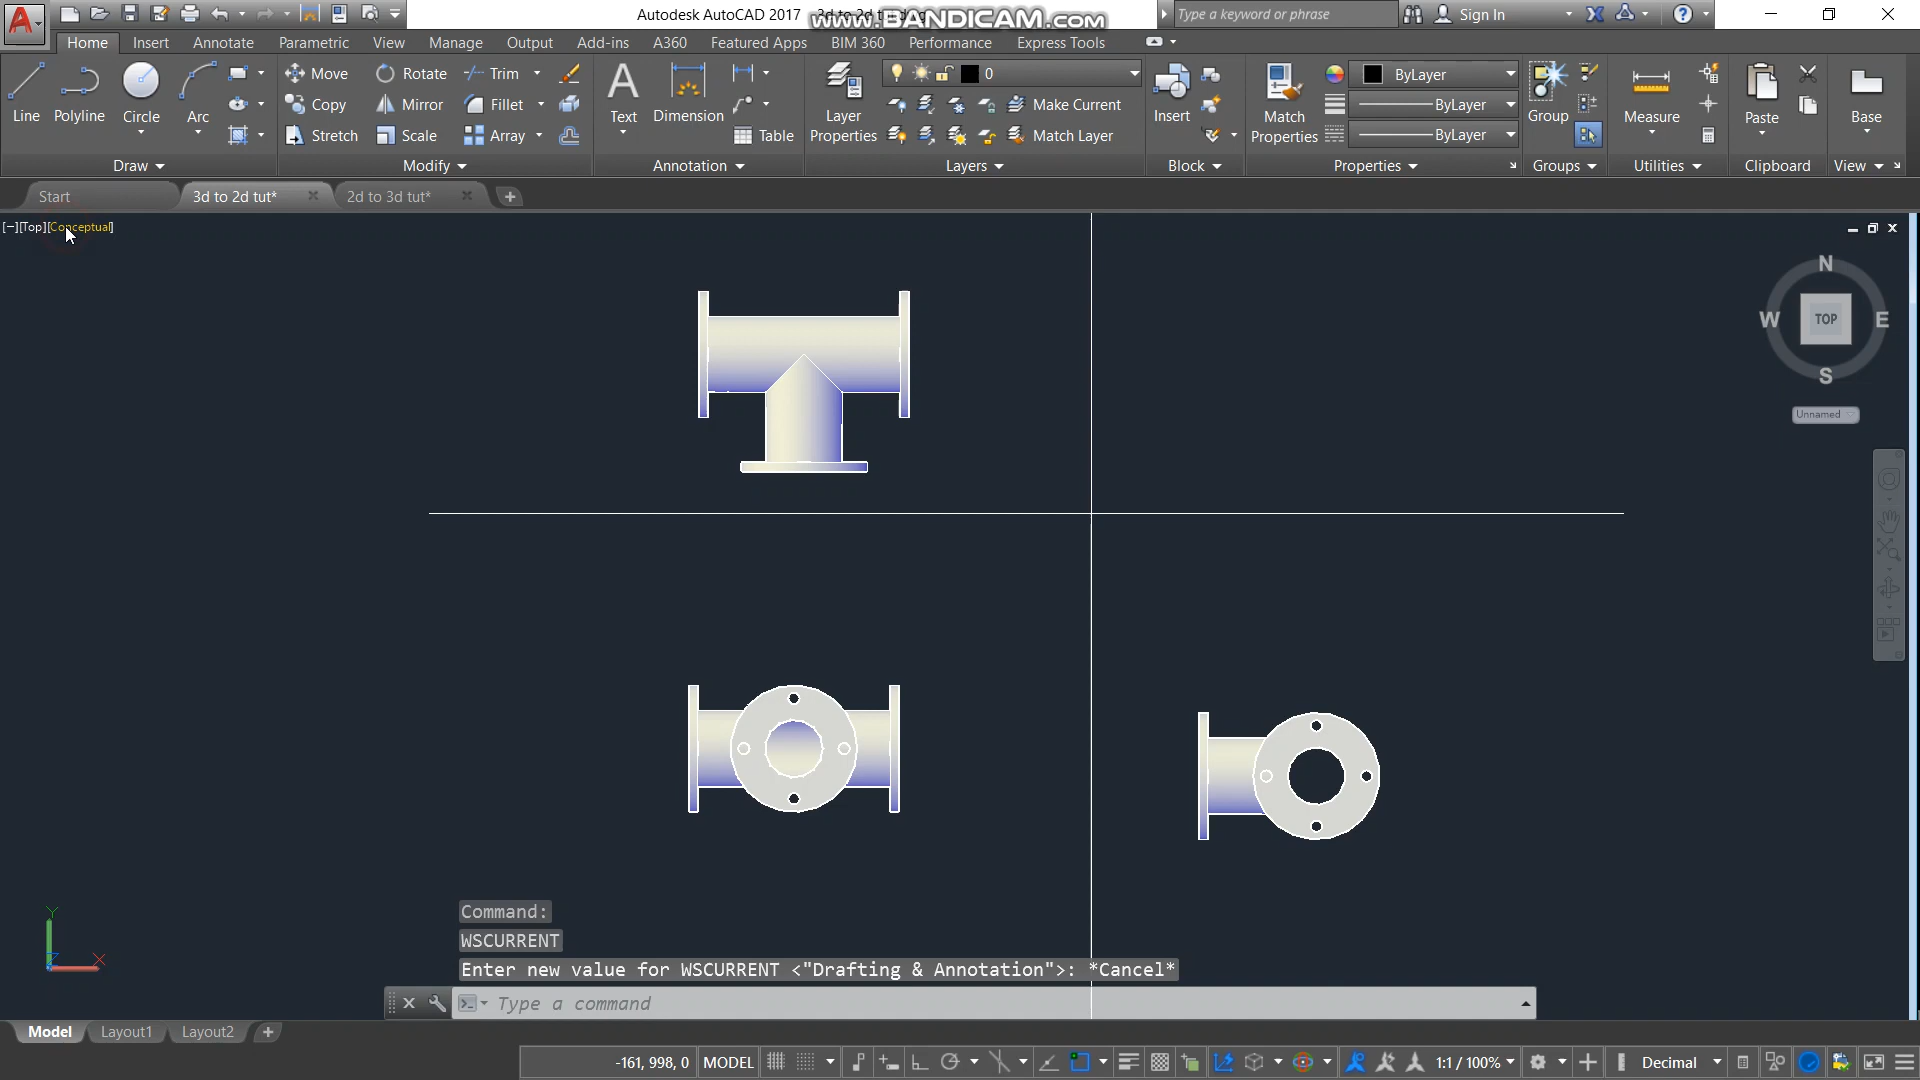 Autodesk AutoCAD 2017
www.BANDICAM.com
Type a keyword or phrase
Sign In
Home Insert Annotate Parametric View Manage Output Add-ins A360 Featured Apps BIM 360 Performance Express Tools
Line Polyline Circle Arc
Move Rotate Trim
Copy Mirror Fillet
Stretch Scale Array
Text Dimension Table
Layer Properties
0
Make Current
Match Layer
Insert
Match Properties
ByLayer
ByLayer
ByLayer
Group Measure Paste Base
Draw Modify Annotation Layers Block Properties Groups Utilities Clipboard View
Start 3d to 2d tut* 2d to 3d tut*
[−][Top][Conceptual]
N
W TOP E
S
Unnamed
Y
X
Command:
WSCURRENT
Enter new value for WSCURRENT <"Drafting & Annotation">: *Cancel*
Type a command
Model Layout1 Layout2
-161, 998, 0 MODEL 1:1 / 100% Decimal